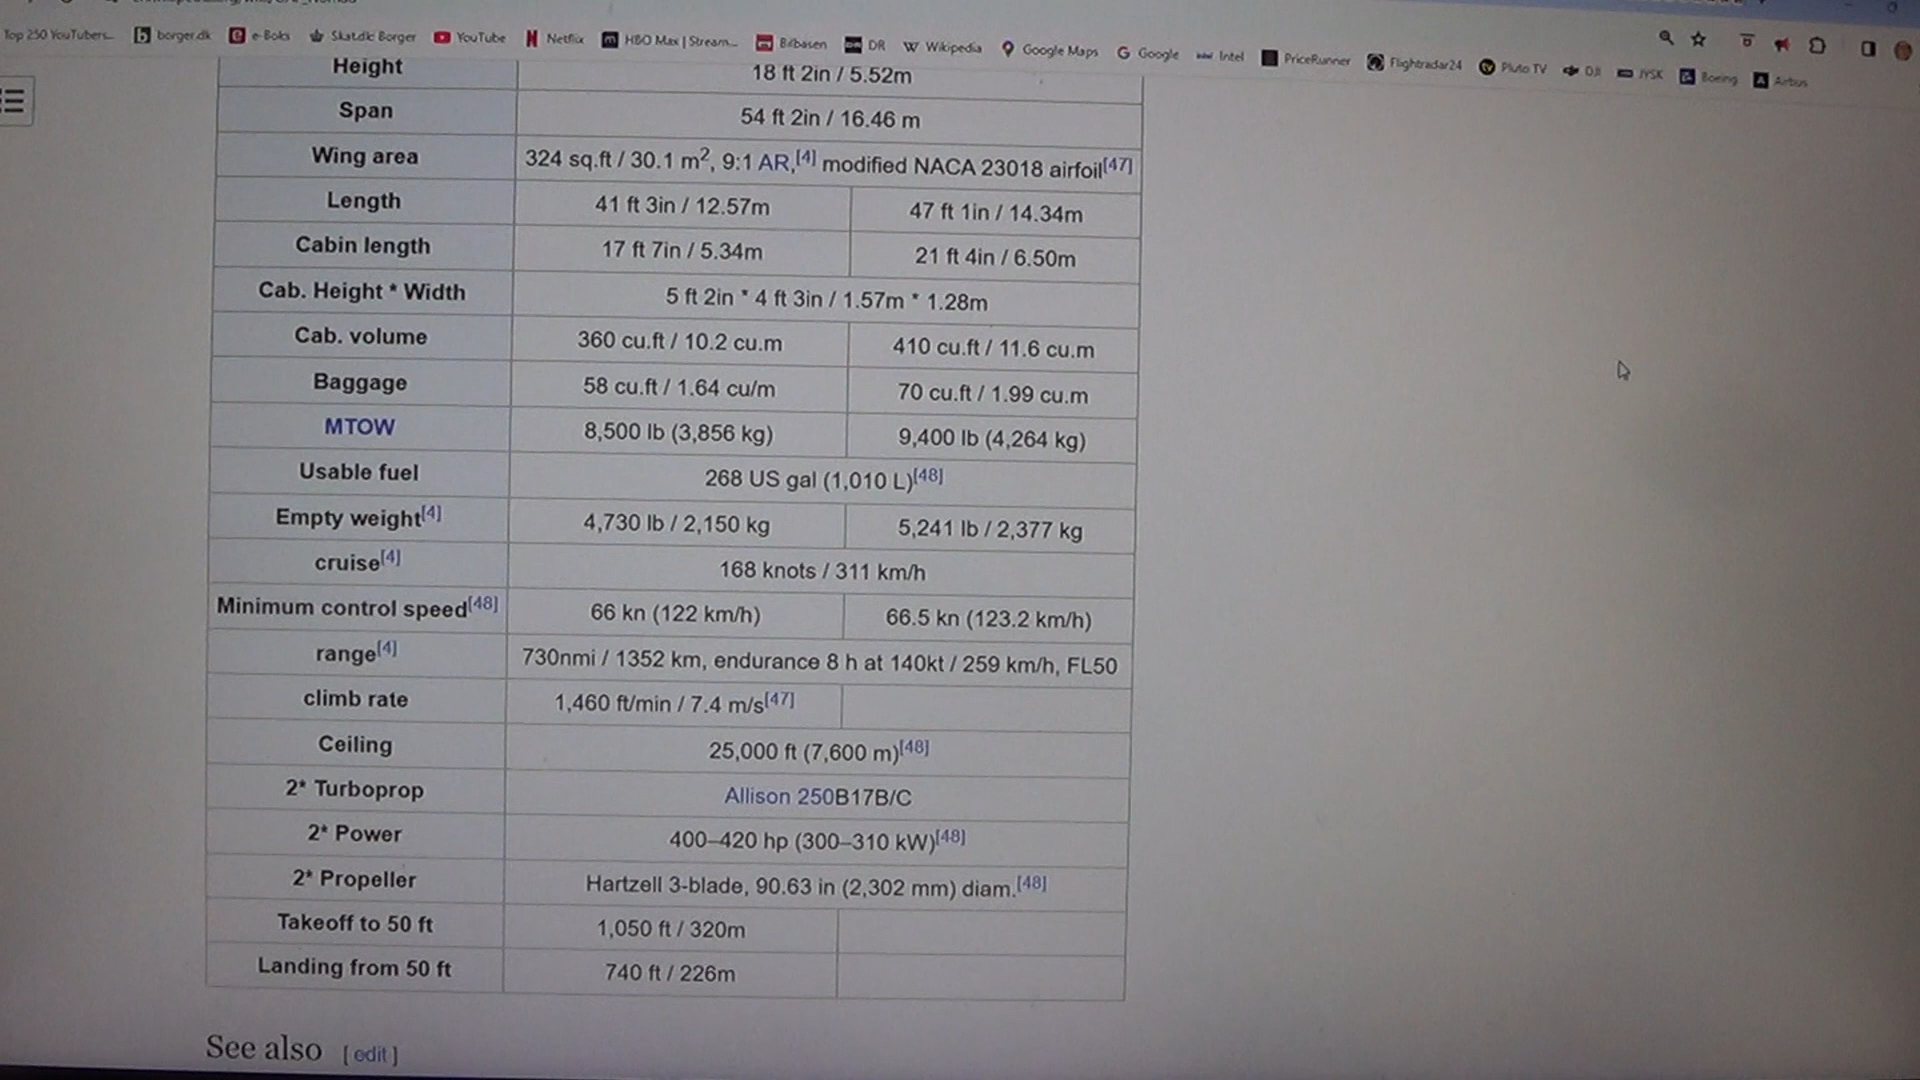 Top 250 YouTubers... borger.dk e-Boks Skat.dk: Borger YouTube Netflix HBO Max | Stream... Bilbasen DR Wikipedia Google Maps Google Intel PriceRunner Flightradar24 Pluto TV DJI JYSK Boeing Airbus
Height 18 ft 2in / 5.52m
Span 54 ft 2in / 16.46 m
Wing area 324 sq.ft / 30.1 m², 9:1 AR,[4] modified NACA 23018 airfoil[47]
Length 41 ft 3in / 12.57m 47 ft 1in / 14.34m
Cabin length 17 ft 7in / 5.34m 21 ft 4in / 6.50m
Cab. Height * Width 5 ft 2in * 4 ft 3in / 1.57m * 1.28m
Cab. volume 360 cu.ft / 10.2 cu.m 410 cu.ft / 11.6 cu.m
Baggage 58 cu.ft / 1.64 cu/m 70 cu.ft / 1.99 cu.m
MTOW 8,500 lb (3,856 kg) 9,400 lb (4,264 kg)
Usable fuel 268 US gal (1,010 L)[48]
Empty weight[4] 4,730 lb / 2,150 kg 5,241 lb / 2,377 kg
cruise[4] 168 knots / 311 km/h
Minimum control speed[48] 66 kn (122 km/h) 66.5 kn (123.2 km/h)
range[4] 730nmi / 1352 km, endurance 8 h at 140kt / 259 km/h, FL50
climb rate 1,460 ft/min / 7.4 m/s[47]
Ceiling 25,000 ft (7,600 m)[48]
2* Turboprop Allison 250B17B/C
2* Power 400–420 hp (300–310 kW)[48]
2* Propeller Hartzell 3-blade, 90.63 in (2,302 mm) diam.[48]
Takeoff to 50 ft 1,050 ft / 320m
Landing from 50 ft 740 ft / 226m
See also [ edit ]